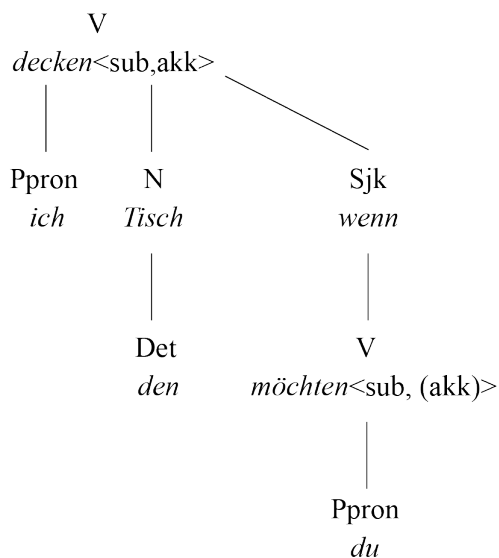 V
decken<sub,akk>
Ppron N Sjk
ich Tisch wenn
Det V
den möchten<sub, (akk)>
Ppron
du